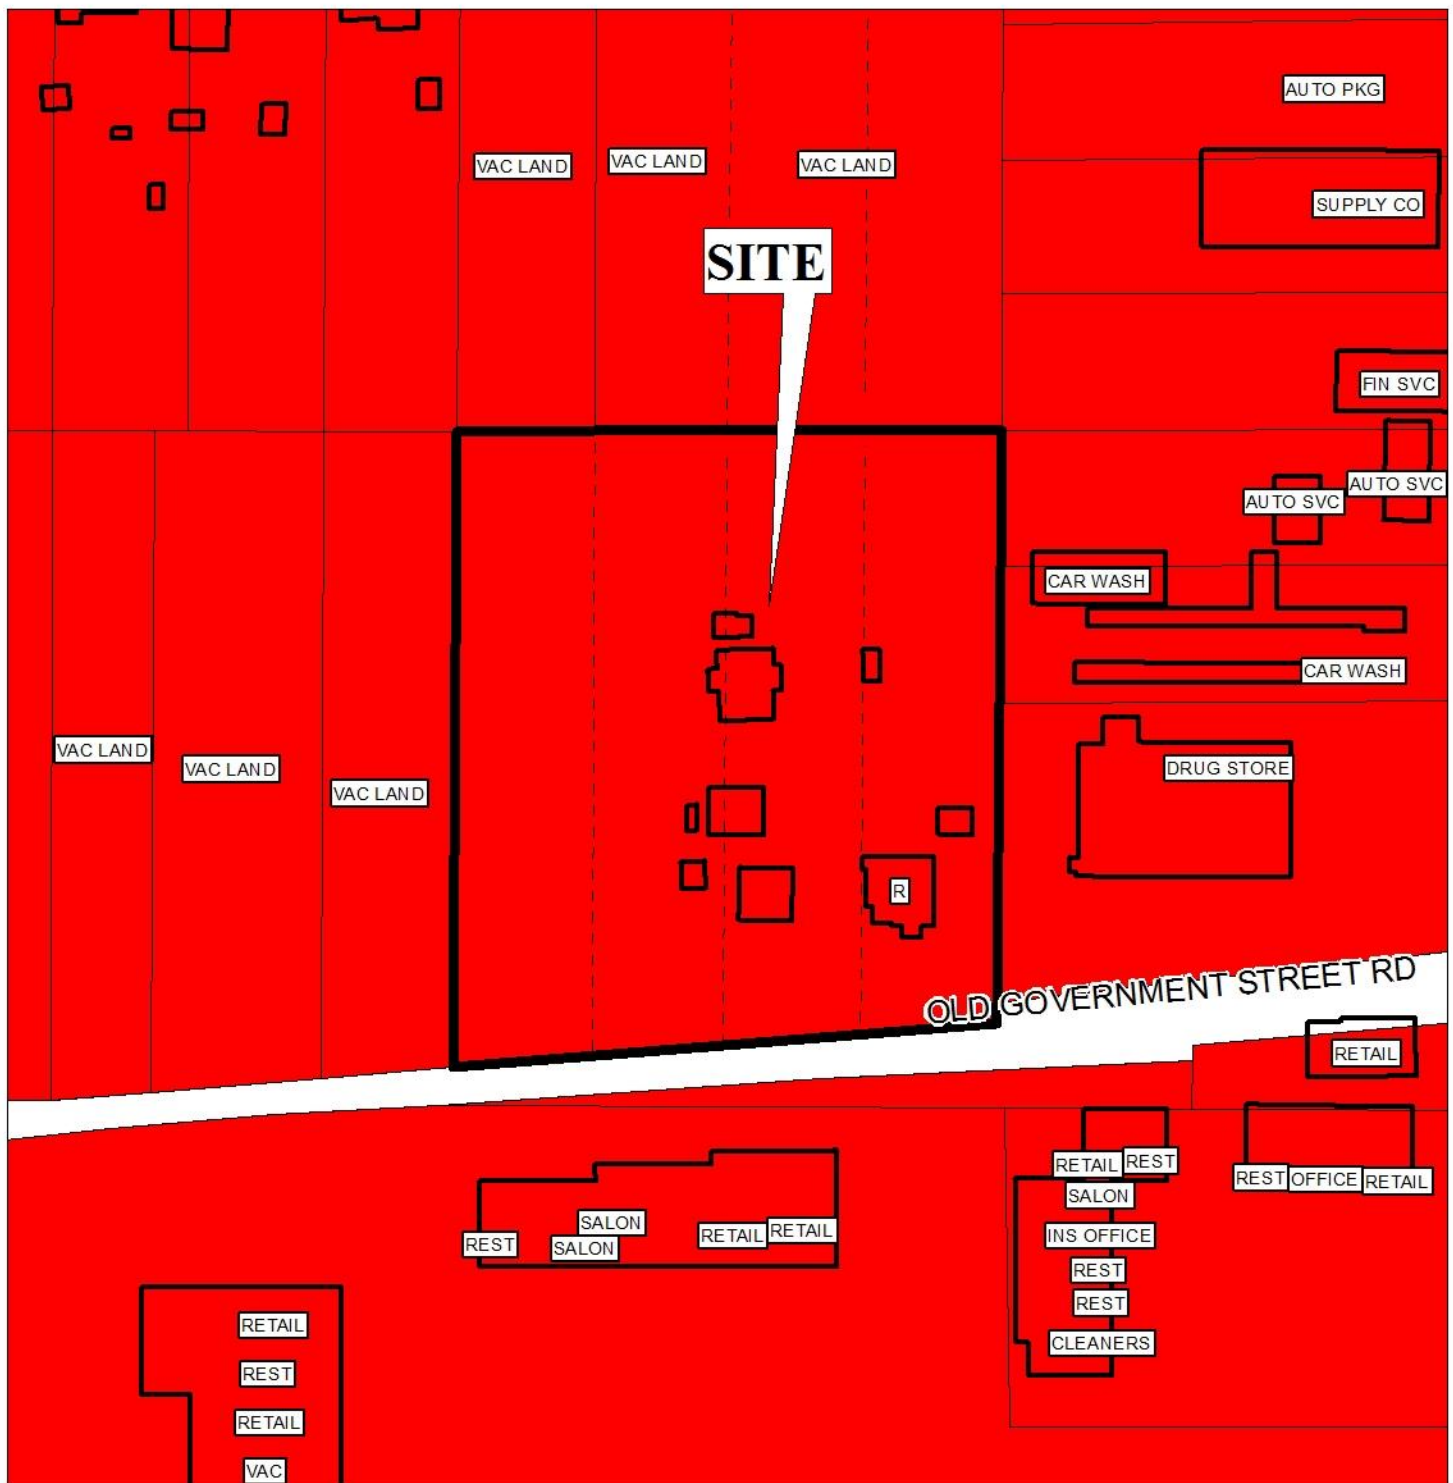 AUTO PKG
VAC LAND
VAC LAND
VAC LAND
SUPPLY CO
SITE
FIN SVC
AUTO SVC
AUTO SVC
CAR WASH
CAR WASH
VAC LAND
VAC LAND
VAC LAND
DRUG STORE
R
OLD GOVERNMENT STREET RD
RETAIL
RETAIL
REST
REST
OFFICE
RETAIL
SALON
SALON
SALON
REST
RETAIL
RETAIL
INS OFFICE
REST
REST
CLEANERS
RETAIL
REST
RETAIL
VAC